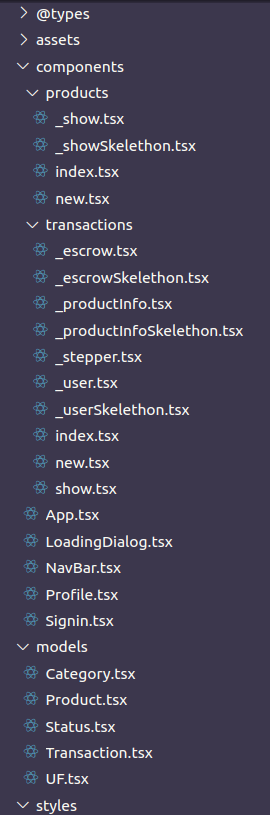 @types
assets
components
products
_show.tsx
_showSkelethon.tsx
index.tsx
new.tsx
transactions
_escrow.tsx
_escrowSkelethon.tsx
_productInfo.tsx
_productInfoSkelethon.tsx
_stepper.tsx
_user.tsx
_userSkelethon.tsx
index.tsx
new.tsx
show.tsx
App.tsx
LoadingDialog.tsx
NavBar.tsx
Profile.tsx
Signin.tsx
models
Category.tsx
Product.tsx
Status.tsx
Transaction.tsx
UF.tsx
styles